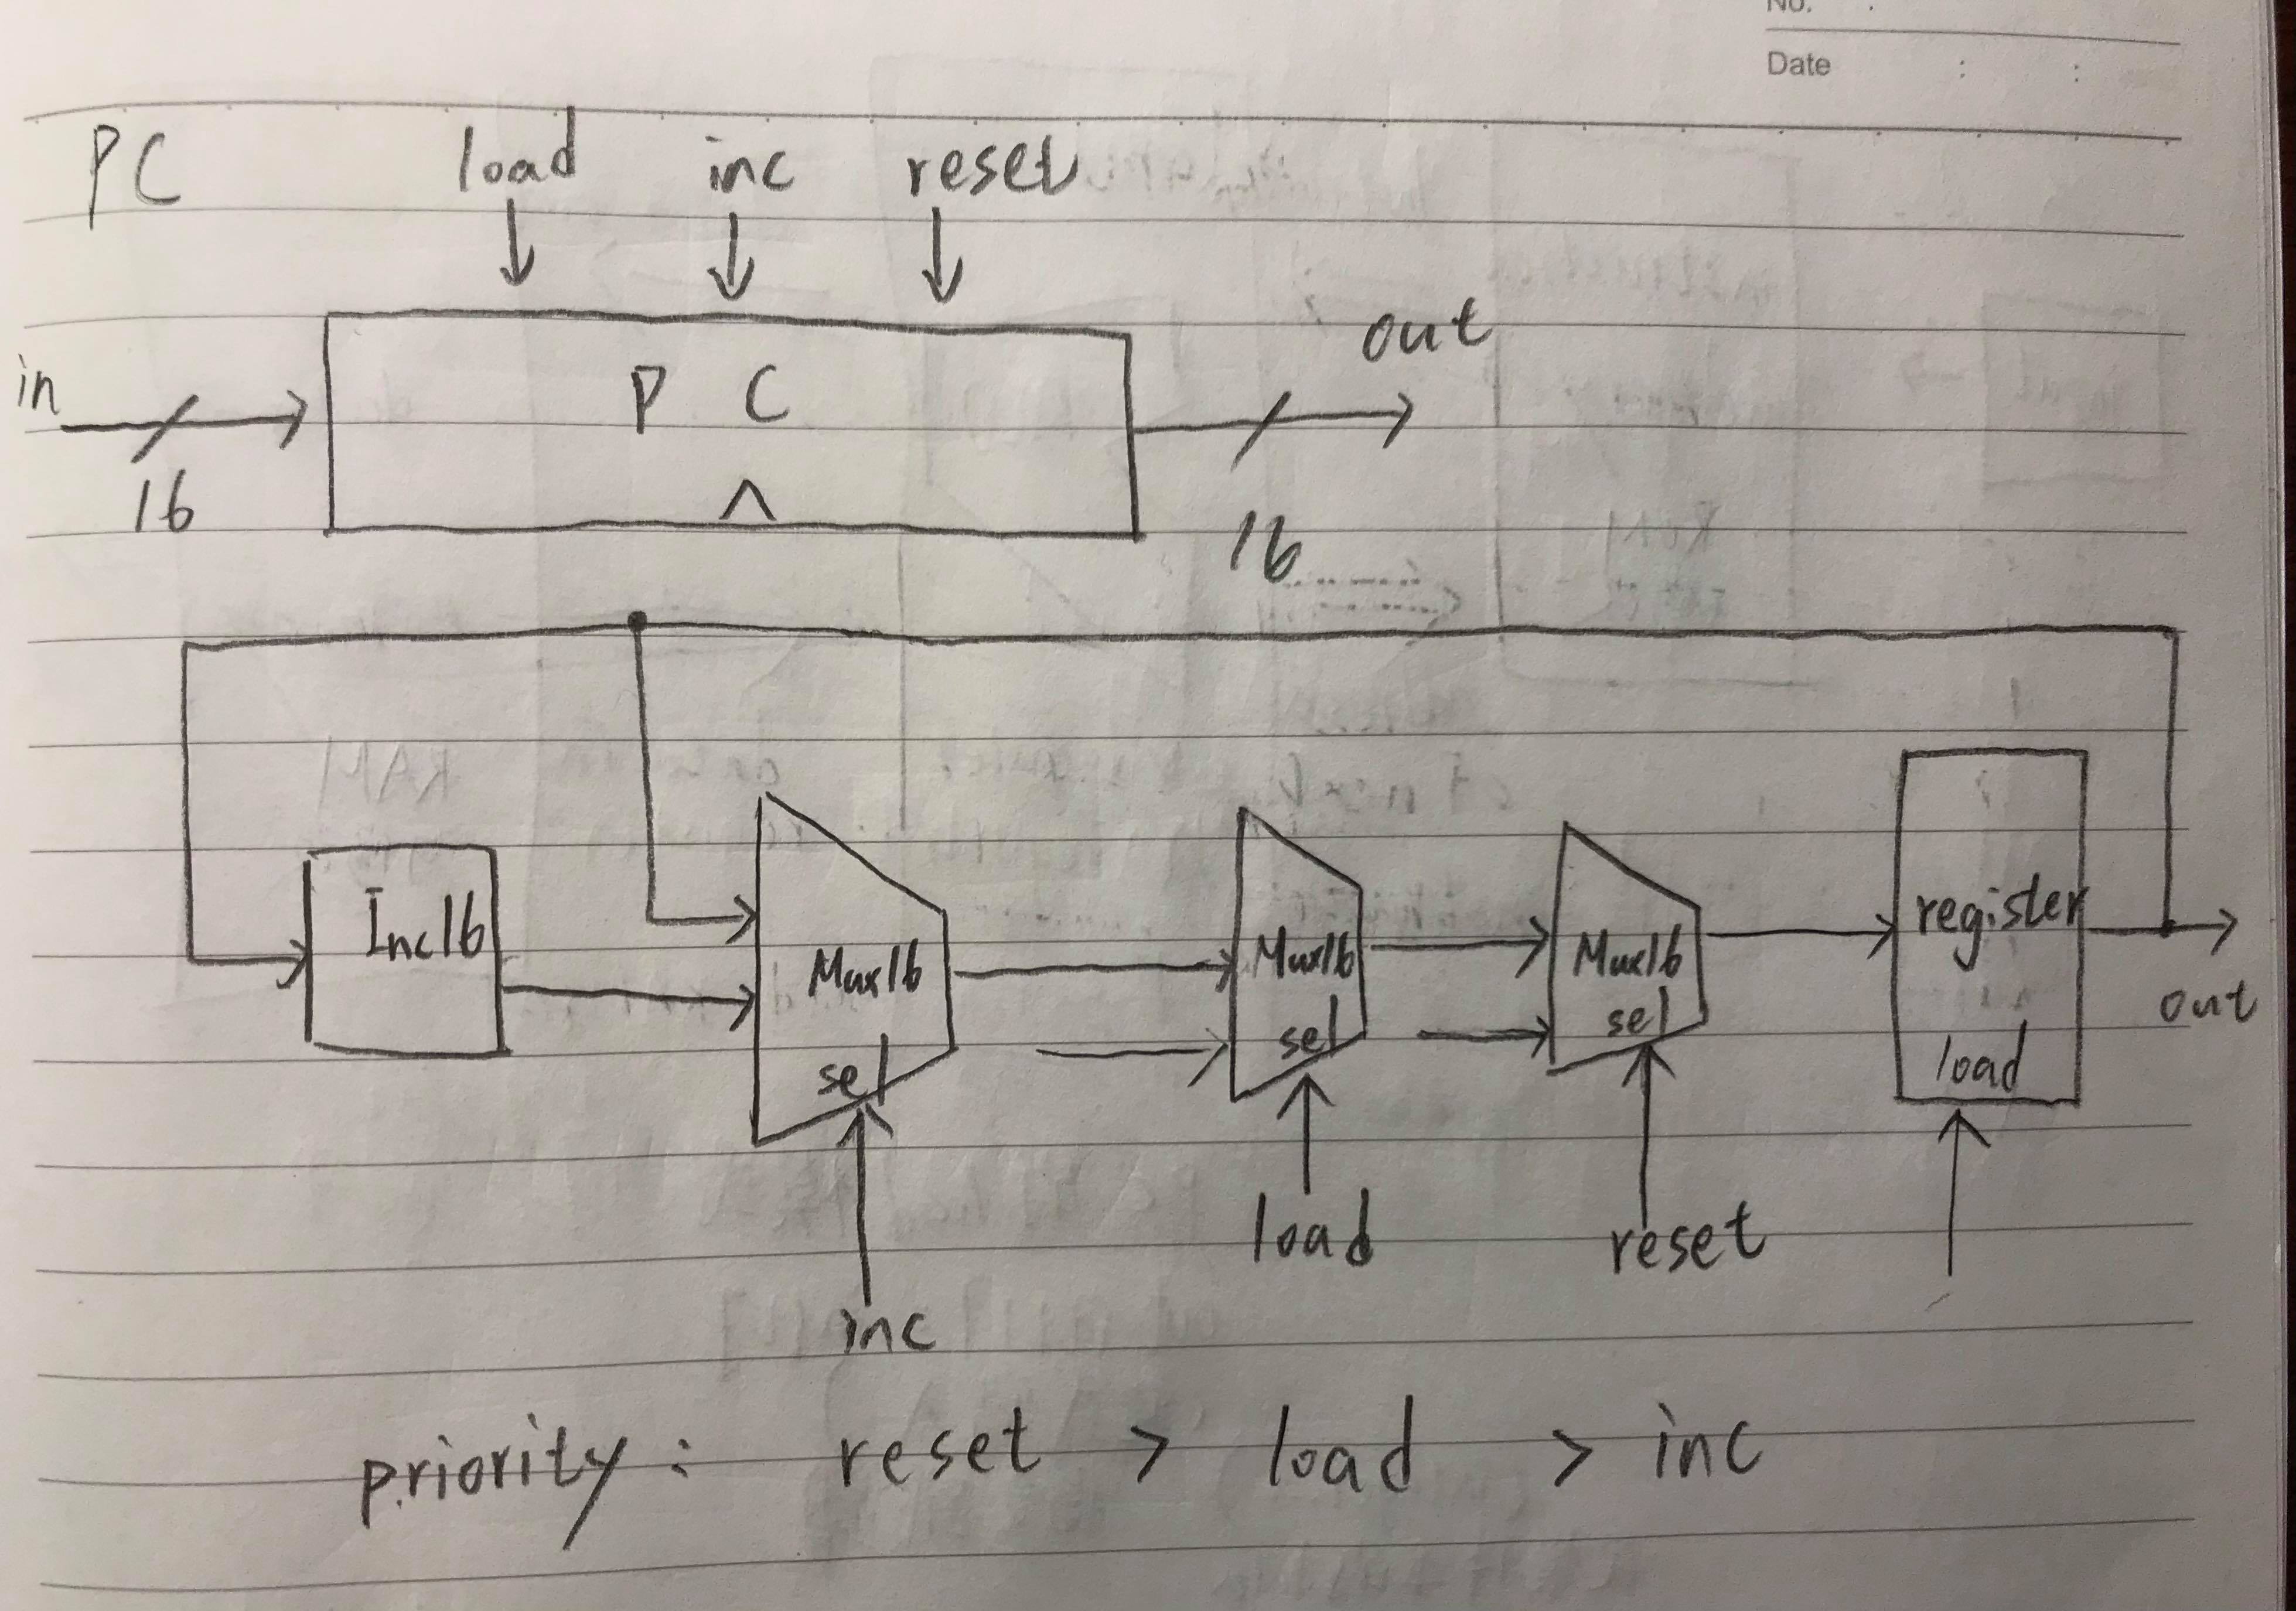 No. :
Date : :
PC load inc reset
in out
P C
16 16
Inc16 Mux16 Mux16 Mux16 register
sel sel sel load out
load reset
inc
priority : reset > load > inc